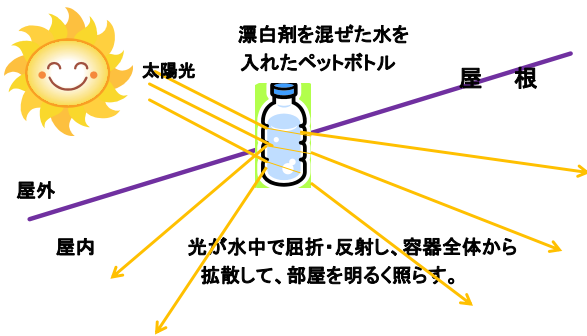 漂白剤を混ぜた水を
入れたペットボトル
太陽光
屋 根
屋外
屋内
光が水中で屈折・反射し、容器全体から
拡散して、部屋を明るく照らす。